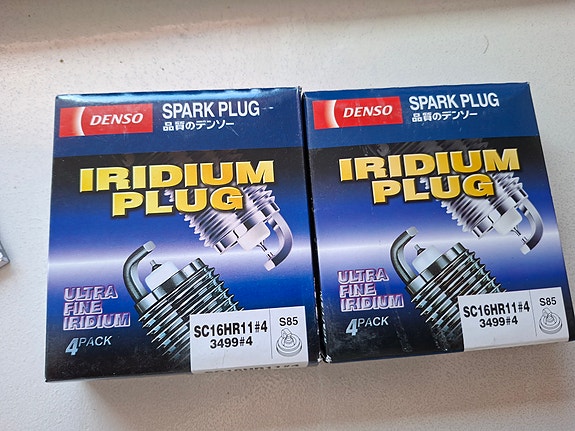 DENSO
SPARK PLUG
品質のデンソー
IRIDIUM
PLUG
ULTRA
FINE
IRIDIUM
4PACK
SC16HR11#4
3499#4
S85
DENSO
SPARK PLUG
品質のデンソー
IRIDIUM
PLUG
ULTRA
FINE
IRIDIUM
4PACK
SC16HR11#4
3499#4
S85